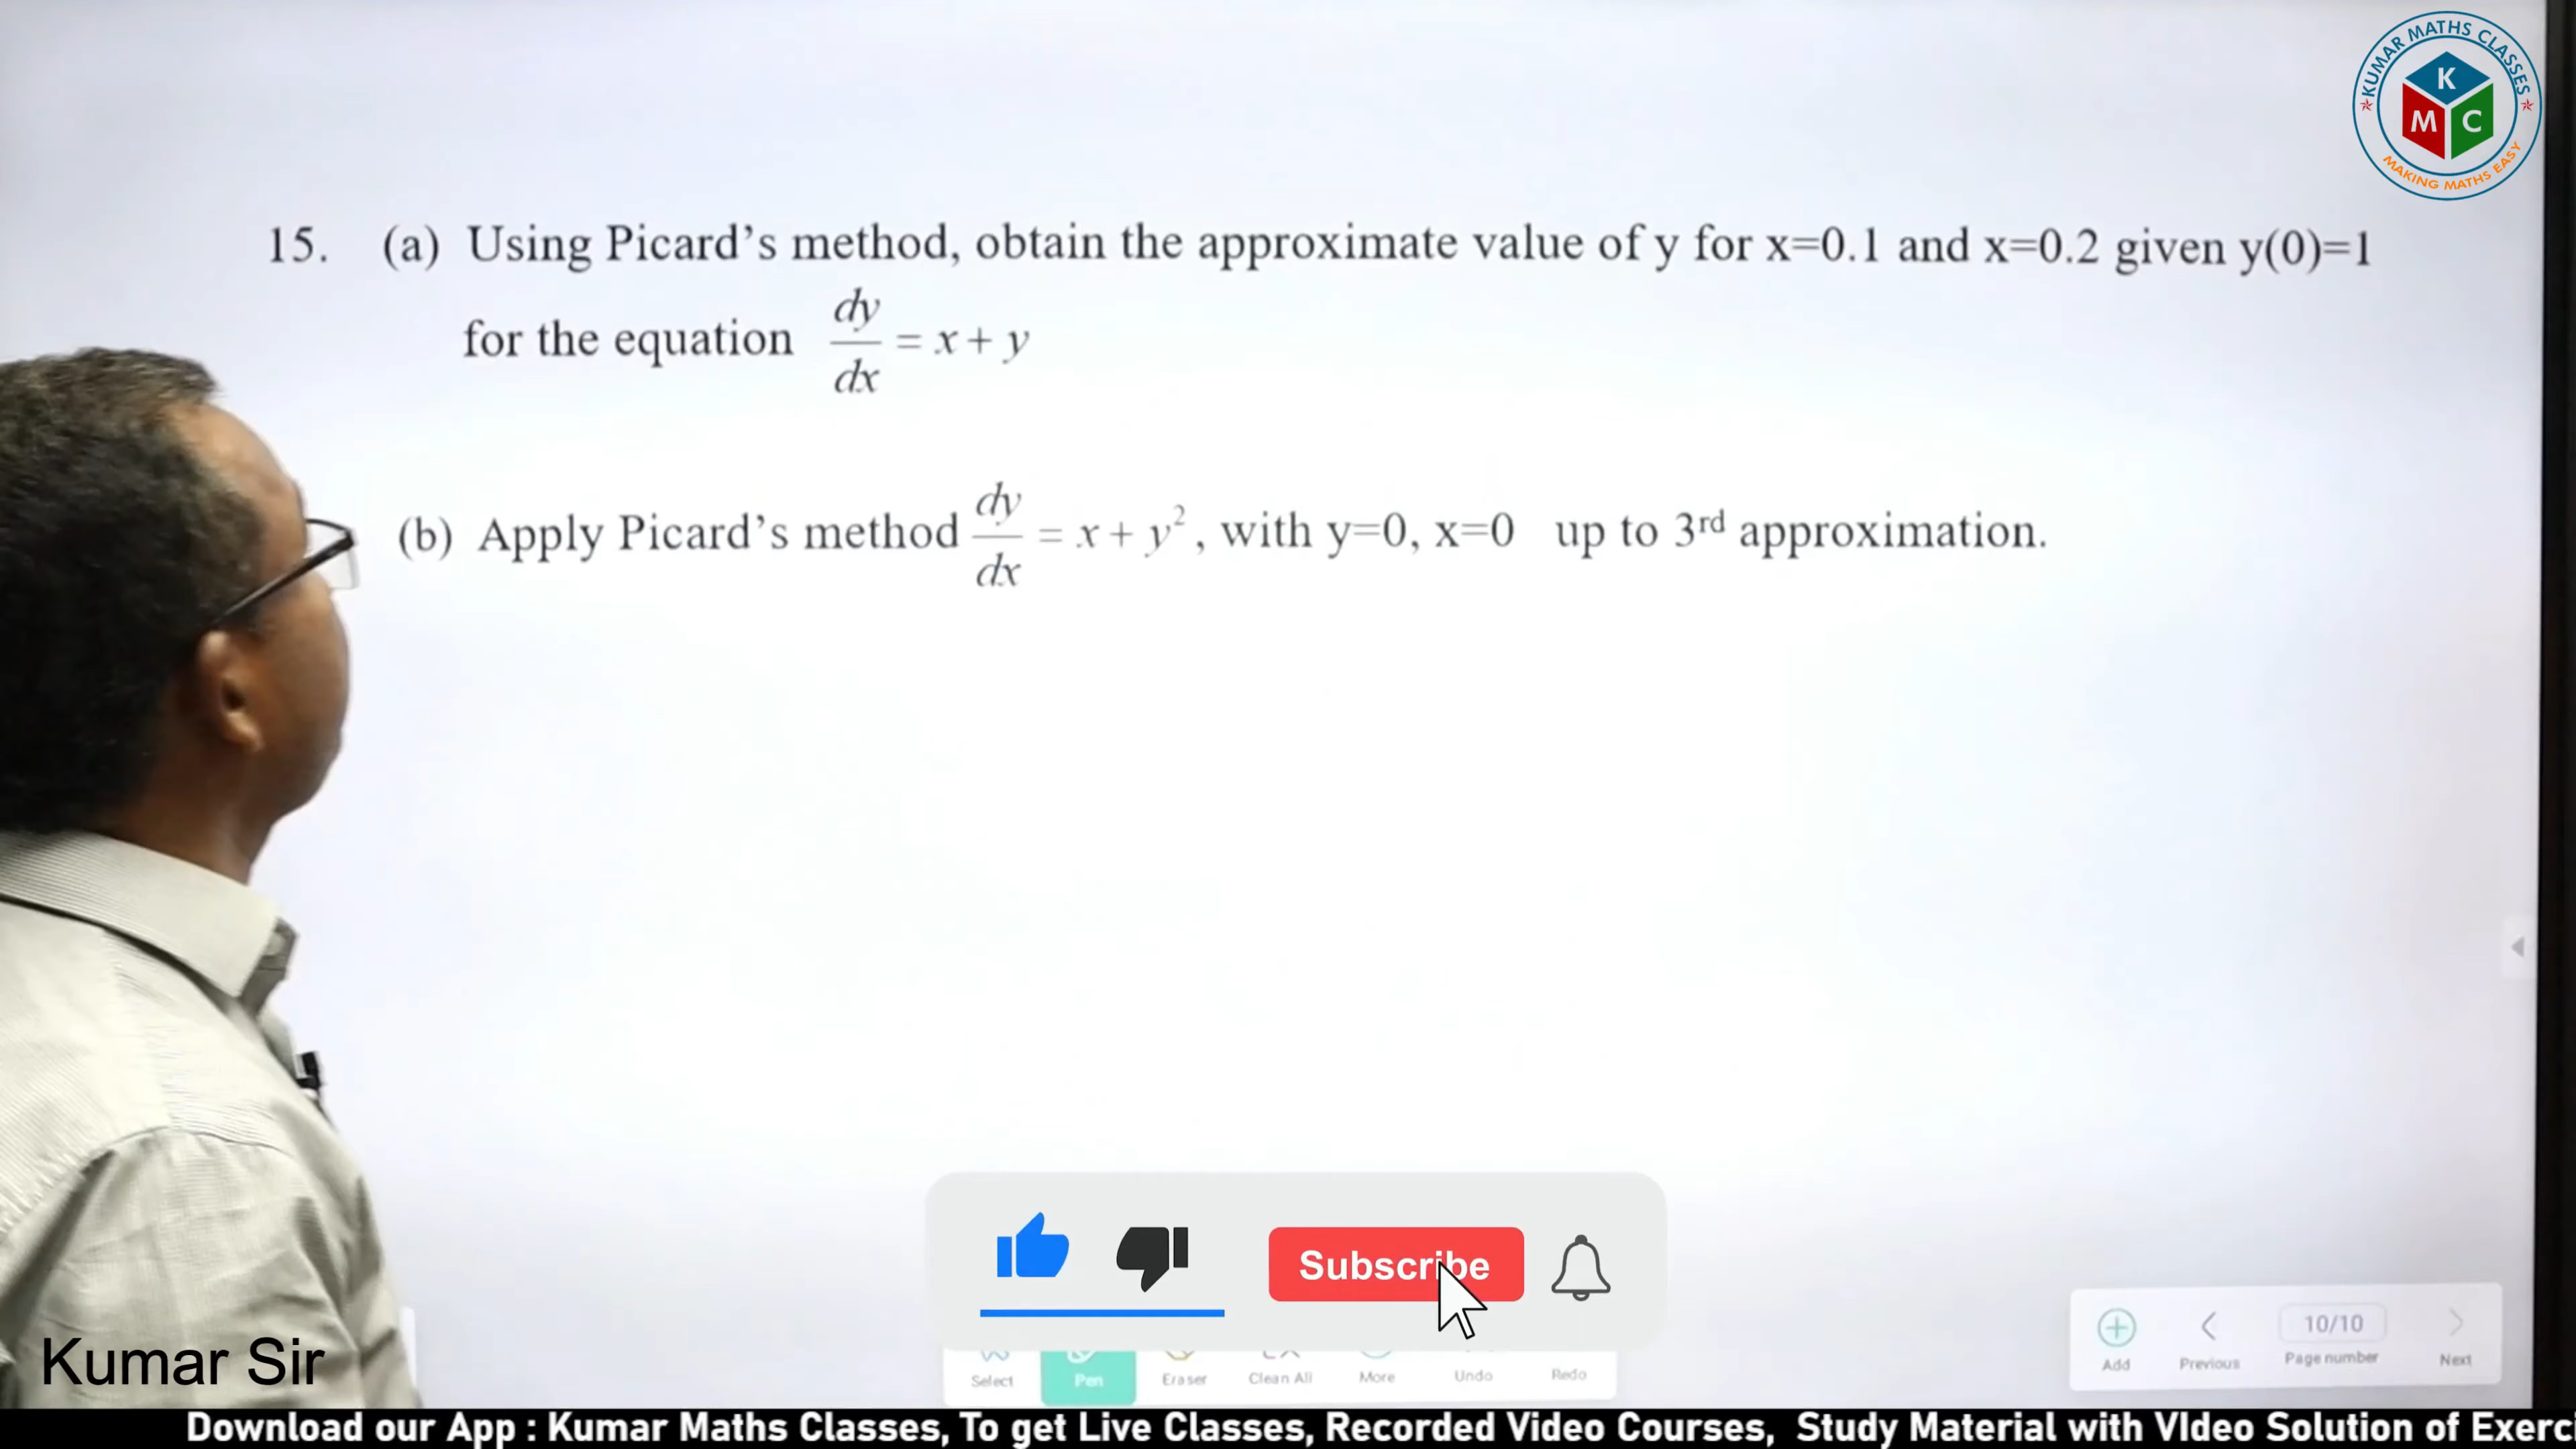 KUMAR MATHS CLASSES
K
M C
MAKING MATHS EASY
15. (a) Using Picard's method, obtain the approximate value of y for x=0.1 and x=0.2 given y(0)=1
for the equation dy/dx = x + y
(b) Apply Picard's method dy/dx = x + y², with y=0, x=0 up to 3rd approximation.
Subscribe
Select Pen Eraser Clean All More Undo Redo
10/10
Add Previous Page number Next
Kumar Sir
Download our App : Kumar Maths Classes, To get Live Classes, Recorded Video Courses, Study Material with VIdeo Solution of Exerci